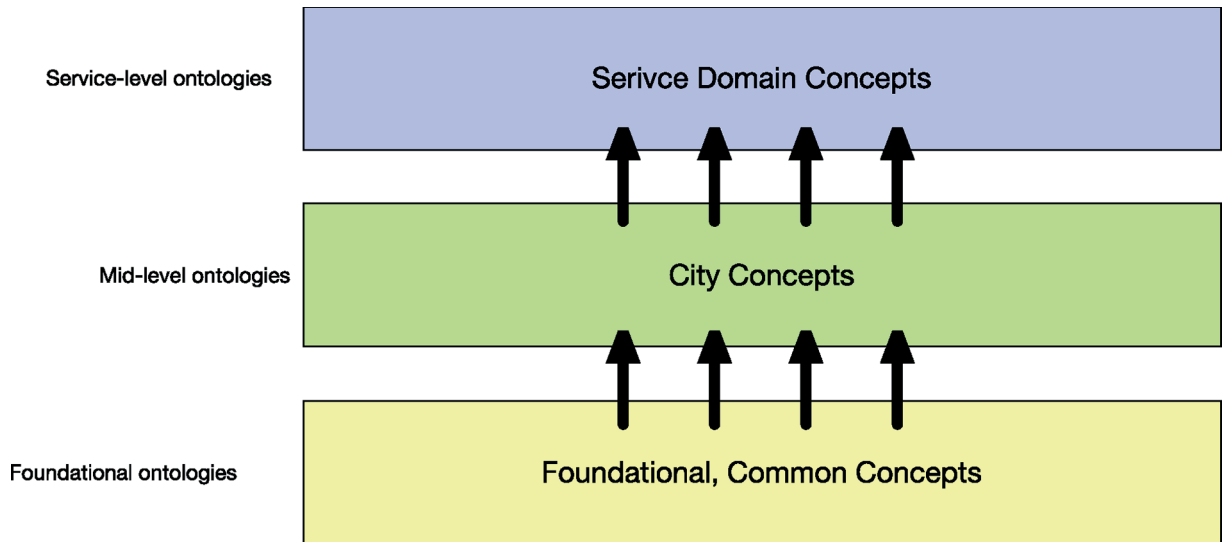 Service-level ontologies
Serivce Domain Concepts
Mid-level ontologies
City Concepts
Foundational ontologies
Foundational, Common Concepts